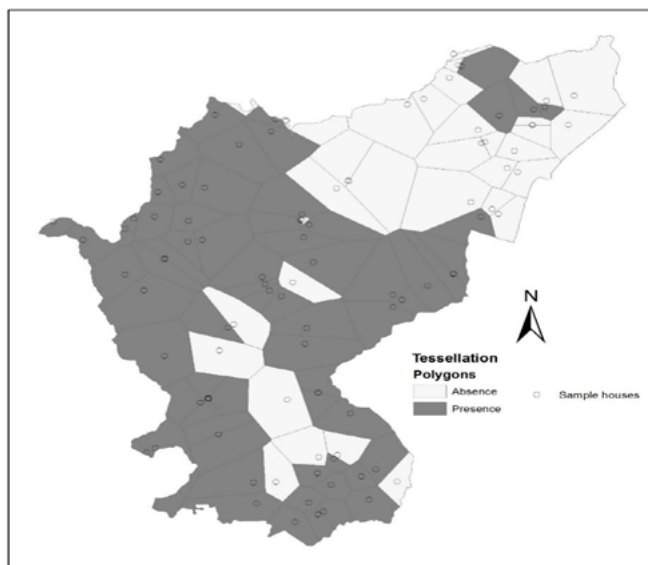 N
Tessellation
Polygons
Absence
Presence
Sample houses